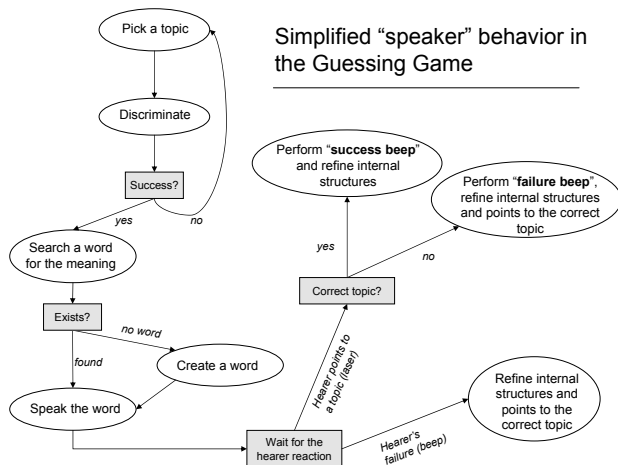 Pick a topic
Simplified “speaker” behavior in
the Guessing Game
Discriminate
Success?
yes
no
Search a word
for the meaning
Exists?
no word
found
Create a word
Speak the word
Wait for the
hearer reaction
Hearer points to
a topic (laser)
Hearer's
failure (beep)
Correct topic?
yes
no
Perform “success beep”
and refine internal
structures
Perform “failure beep”,
refine internal structures
and points to the correct
topic
Refine internal
structures and
points to the
correct topic